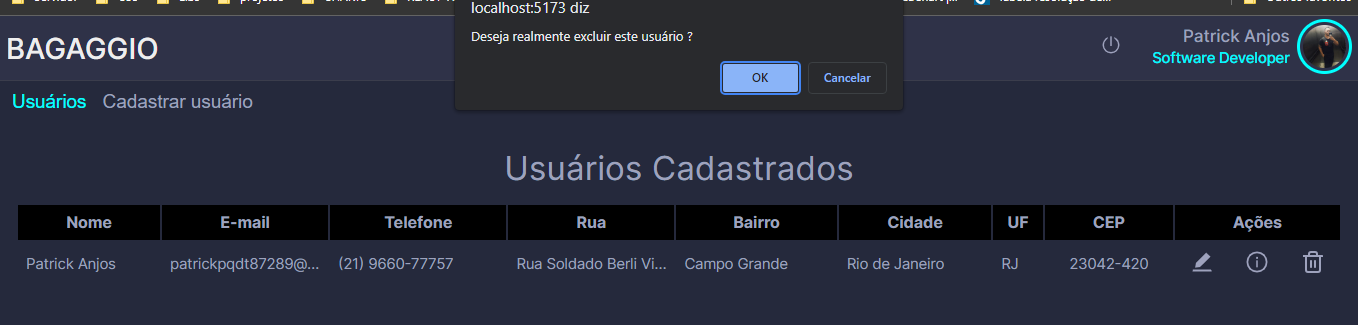 localhost:5173 diz
Deseja realmente excluir este usuário ?
OK Cancelar
BAGAGGIO
Patrick Anjos
Software Developer
Usuários Cadastrar usuário
Usuários Cadastrados
Nome E-mail Telefone Rua Bairro Cidade UF CEP Ações
Patrick Anjos patrickpqdt87289@... (21) 9660-77757 Rua Soldado Berli Vi... Campo Grande Rio de Janeiro RJ 23042-420